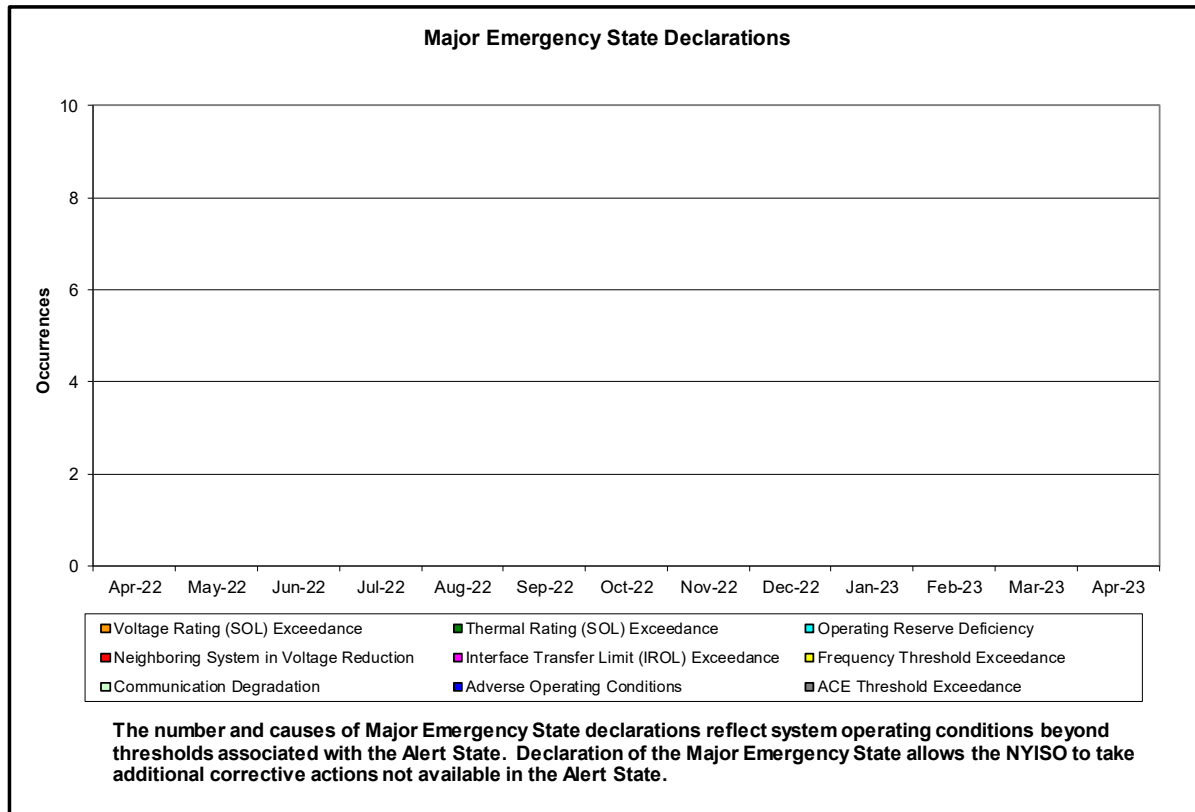 Major Emergency State Declarations
10
8
6
4
2
0
Occurrences
Apr-22 May-22 Jun-22 Jul-22 Aug-22 Sep-22 Oct-22 Nov-22 Dec-22 Jan-23 Feb-23 Mar-23 Apr-23
Voltage Rating (SOL) Exceedance Thermal Rating (SOL) Exceedance Operating Reserve Deficiency
Neighboring System in Voltage Reduction Interface Transfer Limit (IROL) Exceedance Frequency Threshold Exceedance
Communication Degradation Adverse Operating Conditions ACE Threshold Exceedance
The number and causes of Major Emergency State declarations reflect system operating conditions beyond
thresholds associated with the Alert State. Declaration of the Major Emergency State allows the NYISO to take
additional corrective actions not available in the Alert State.